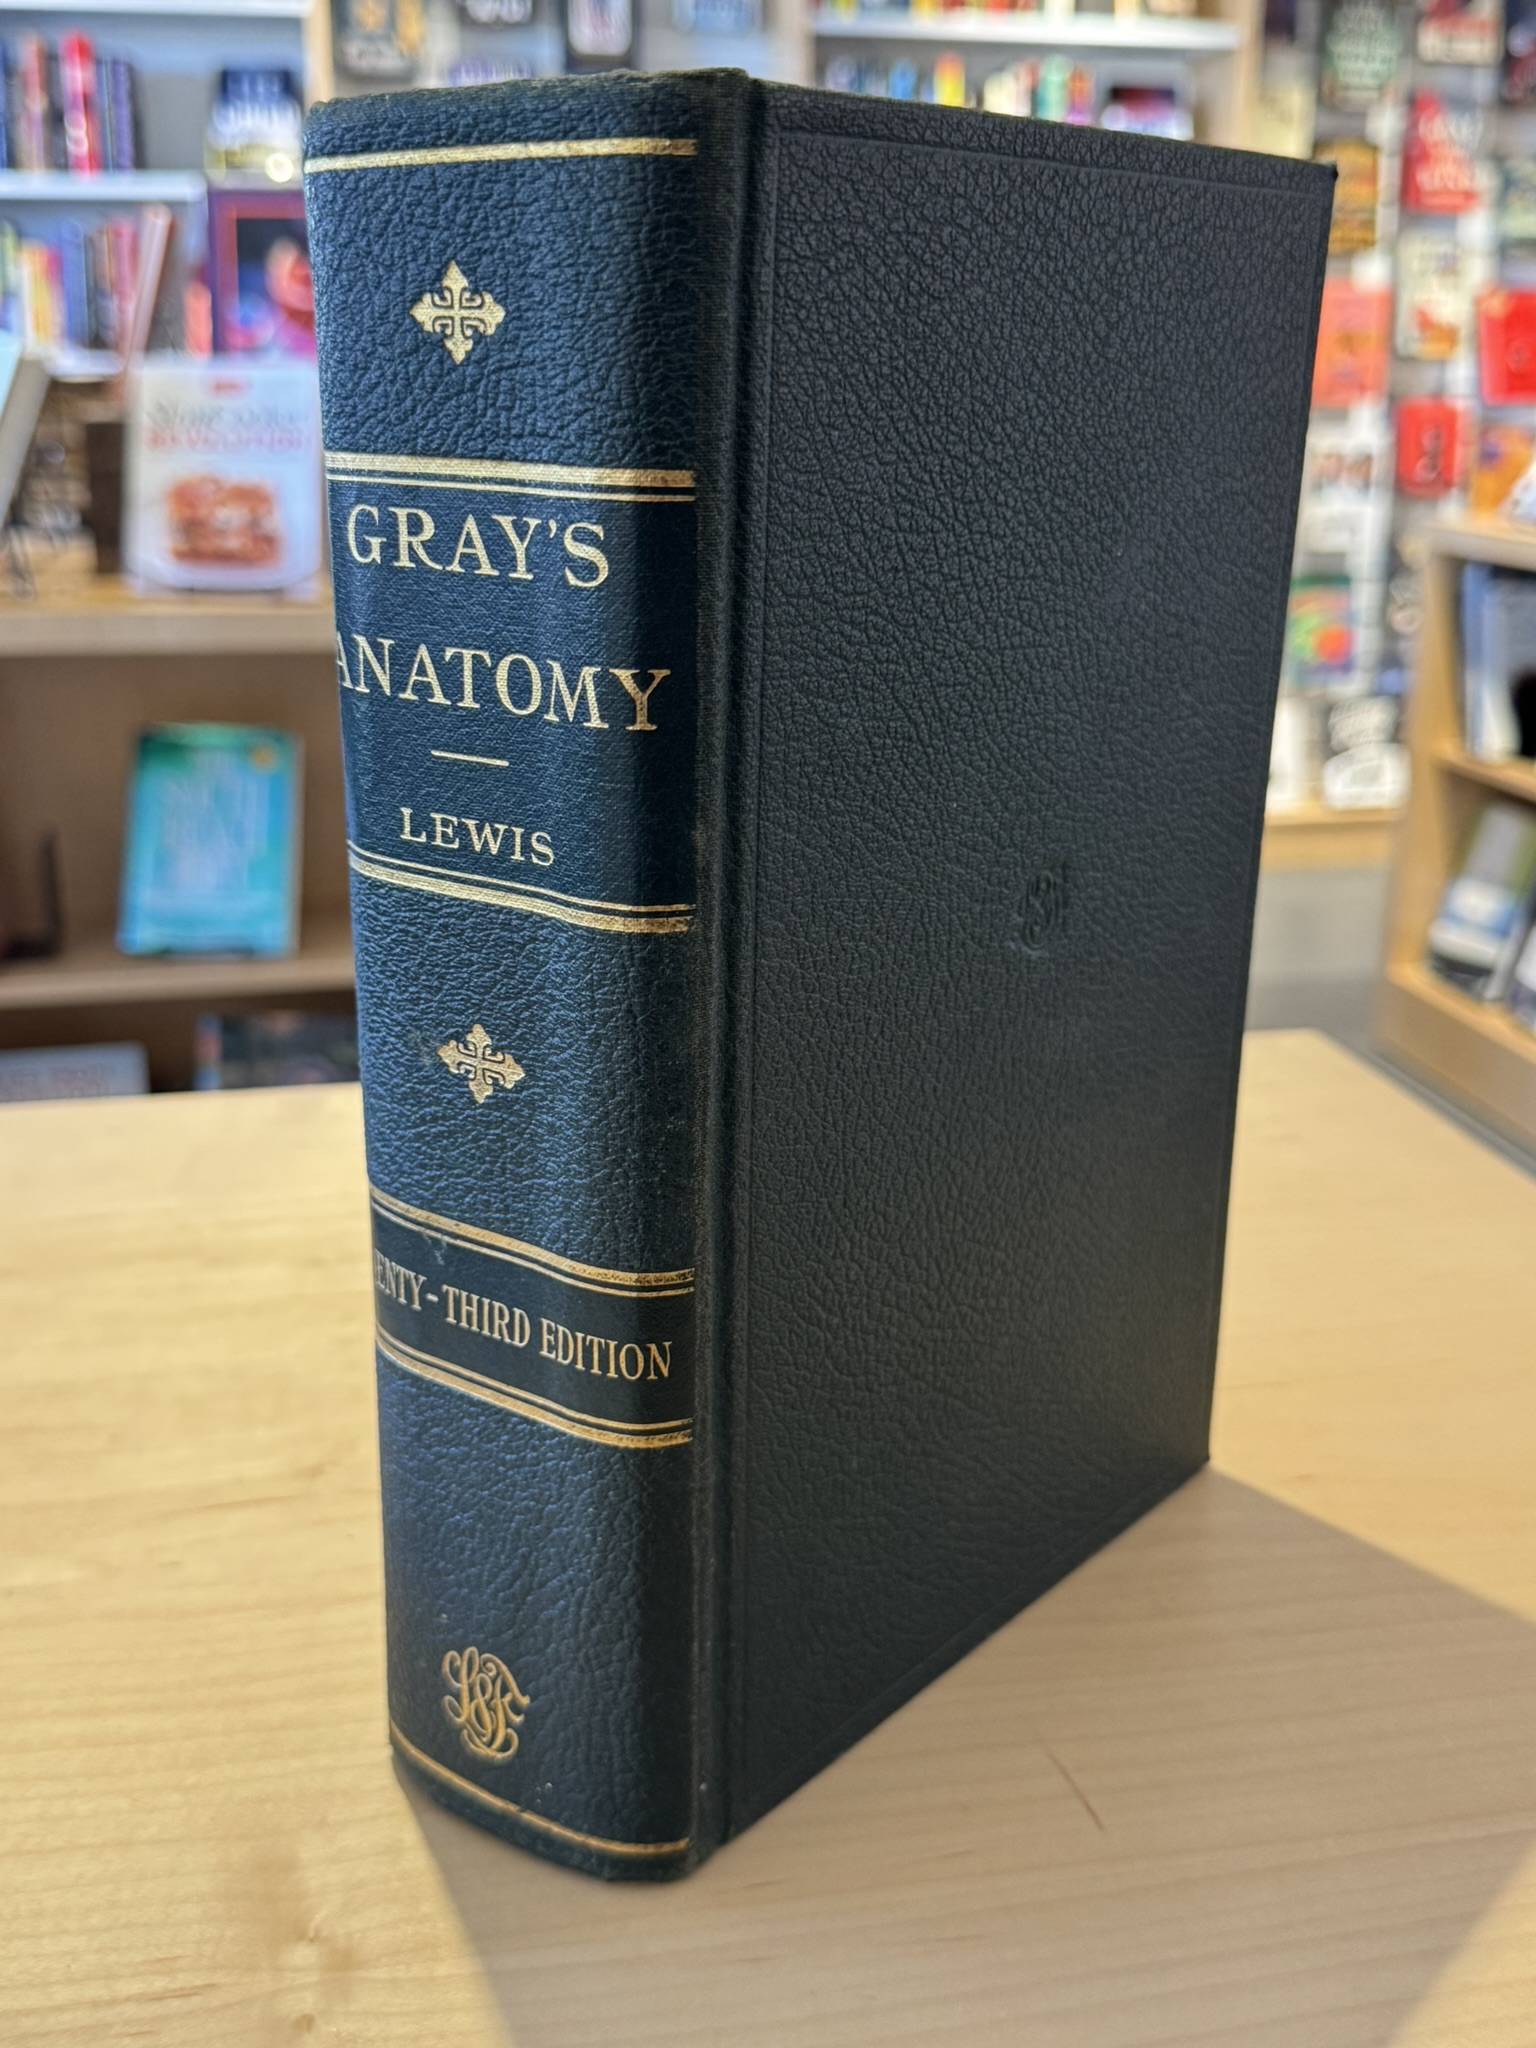 GRAY'S
ANATOMY
LEWIS
ENTY-THIRD EDITION
L&F